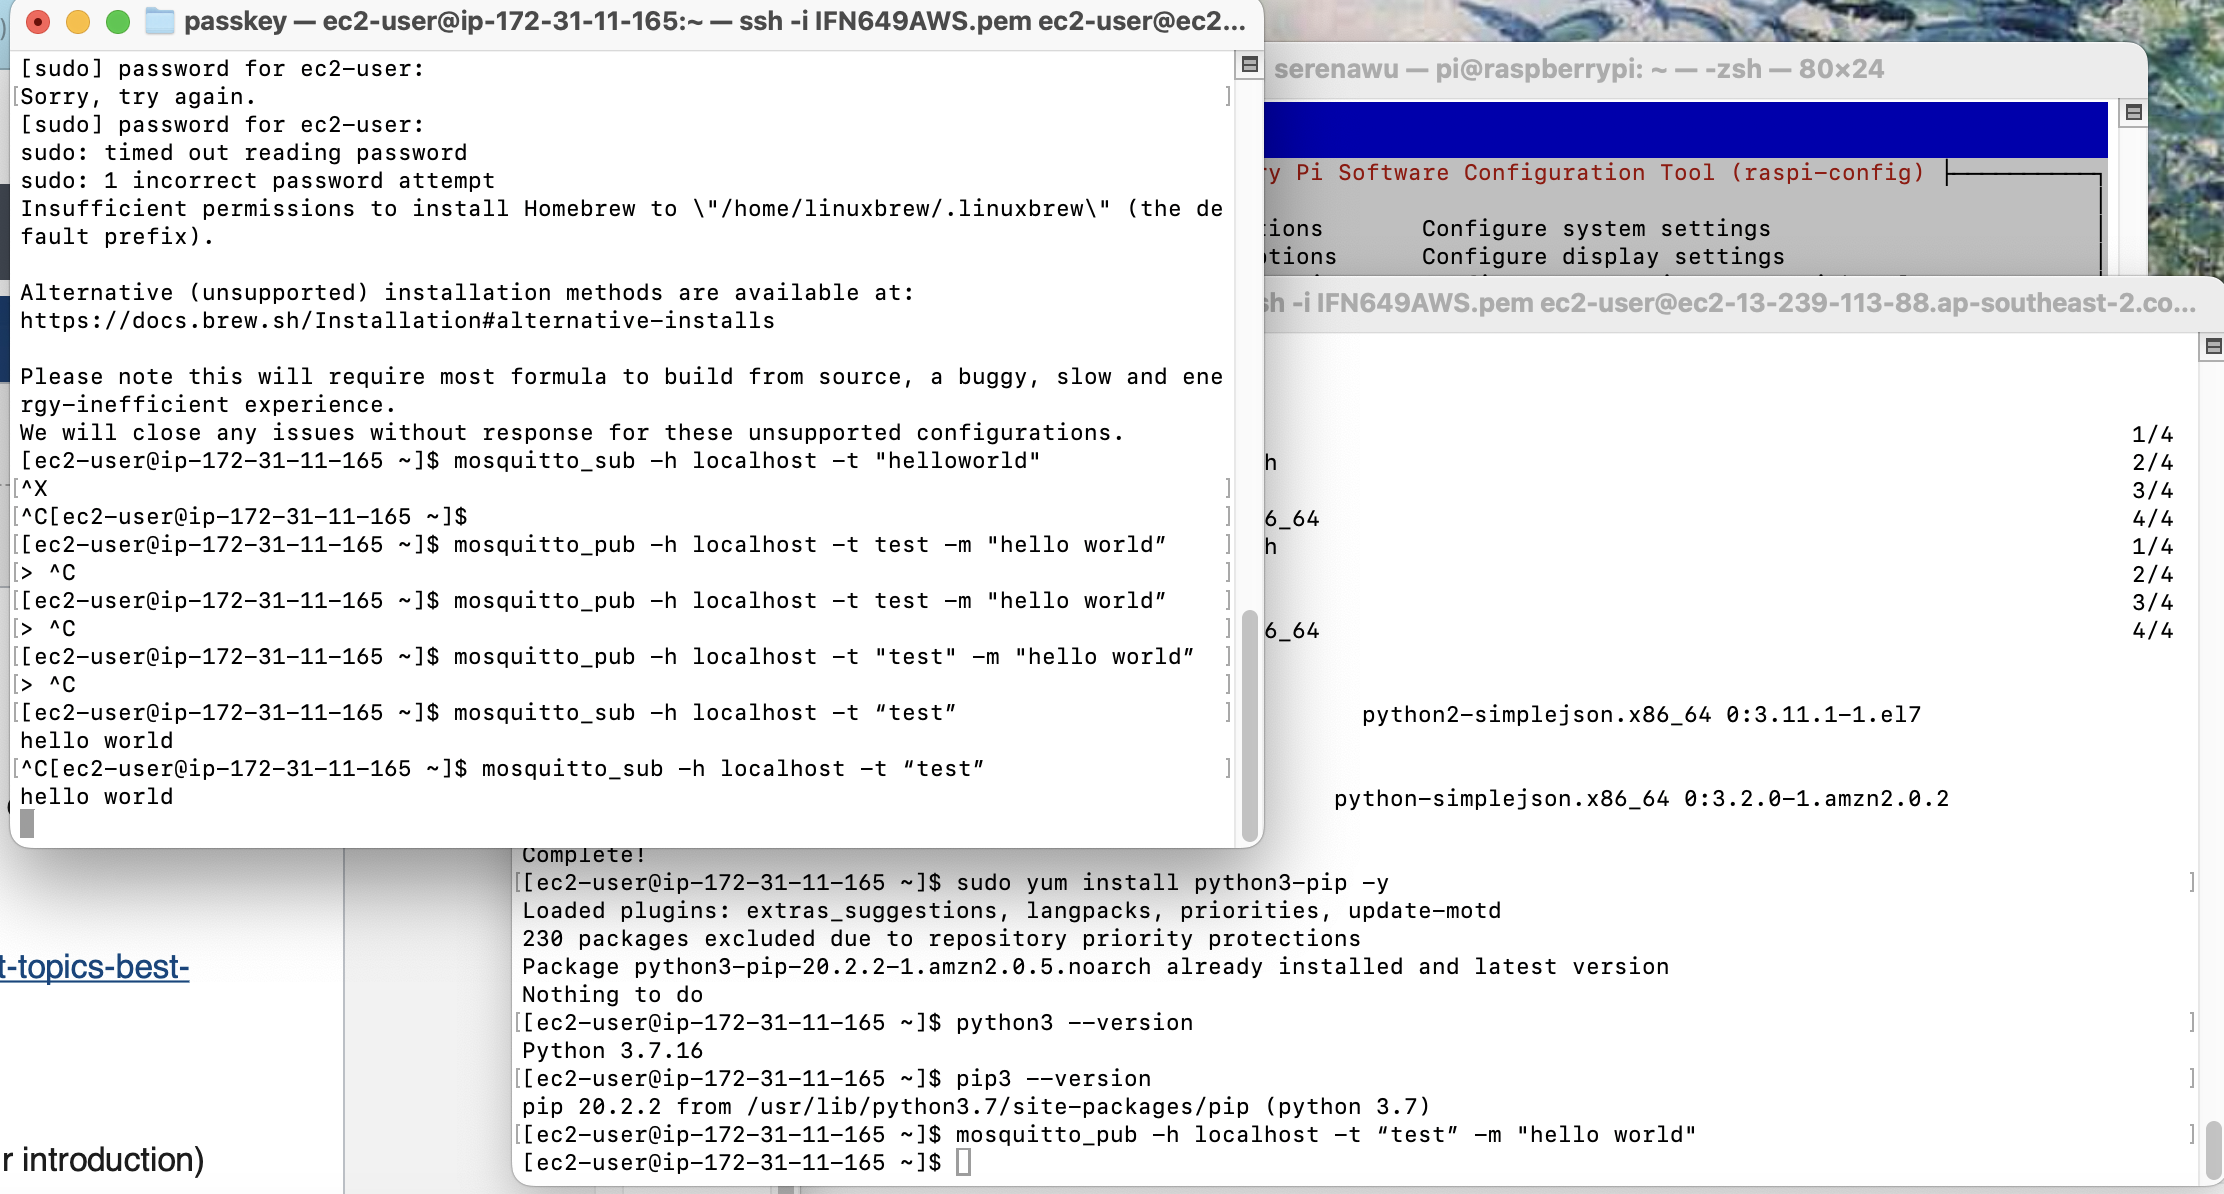 passkey — ec2-user@ip-172-31-11-165:~ — ssh -i IFN649AWS.pem ec2-user@ec2...
[sudo] password for ec2-user:
[Sorry, try again. ]
[sudo] password for ec2-user:
sudo: timed out reading password
sudo: 1 incorrect password attempt
Insufficient permissions to install Homebrew to \"/home/linuxbrew/.linuxbrew\" (the de
fault prefix).
Alternative (unsupported) installation methods are available at:
https://docs.brew.sh/Installation#alternative-installs
Please note this will require most formula to build from source, a buggy, slow and ene
rgy-inefficient experience.
We will close any issues without response for these unsupported configurations.
[ec2-user@ip-172-31-11-165 ~]$ mosquitto_sub -h localhost -t "helloworld"
[^X ]
[^C[ec2-user@ip-172-31-11-165 ~]$ ]
[[ec2-user@ip-172-31-11-165 ~]$ mosquitto_pub -h localhost -t test -m "hello world” ]
[> ^C ]
[[ec2-user@ip-172-31-11-165 ~]$ mosquitto_pub -h localhost -t test -m "hello world” ]
[> ^C ]
[[ec2-user@ip-172-31-11-165 ~]$ mosquitto_pub -h localhost -t "test" -m "hello world” ]
[> ^C ]
[[ec2-user@ip-172-31-11-165 ~]$ mosquitto_sub -h localhost -t “test” ]
hello world
[^C[ec2-user@ip-172-31-11-165 ~]$ mosquitto_sub -h localhost -t “test” ]
hello world
serenawu — pi@raspberrypi: ~ — -zsh — 80×24
y Pi Software Configuration Tool (raspi-config)
ions Configure system settings
tions Configure display settings
sh -i IFN649AWS.pem ec2-user@ec2-13-239-113-88.ap-southeast-2.co...
1/4
h 2/4
3/4
6_64 4/4
h 1/4
2/4
3/4
6_64 4/4
python2-simplejson.x86_64 0:3.11.1-1.el7
python-simplejson.x86_64 0:3.2.0-1.amzn2.0.2
Complete!
[[ec2-user@ip-172-31-11-165 ~]$ sudo yum install python3-pip -y ]
Loaded plugins: extras_suggestions, langpacks, priorities, update-motd
230 packages excluded due to repository priority protections
Package python3-pip-20.2.2-1.amzn2.0.5.noarch already installed and latest version
Nothing to do
[[ec2-user@ip-172-31-11-165 ~]$ python3 --version ]
Python 3.7.16
[[ec2-user@ip-172-31-11-165 ~]$ pip3 --version ]
pip 20.2.2 from /usr/lib/python3.7/site-packages/pip (python 3.7)
[[ec2-user@ip-172-31-11-165 ~]$ mosquitto_pub -h localhost -t “test” -m "hello world" ]
[ec2-user@ip-172-31-11-165 ~]$
t-topics-best-
r introduction)